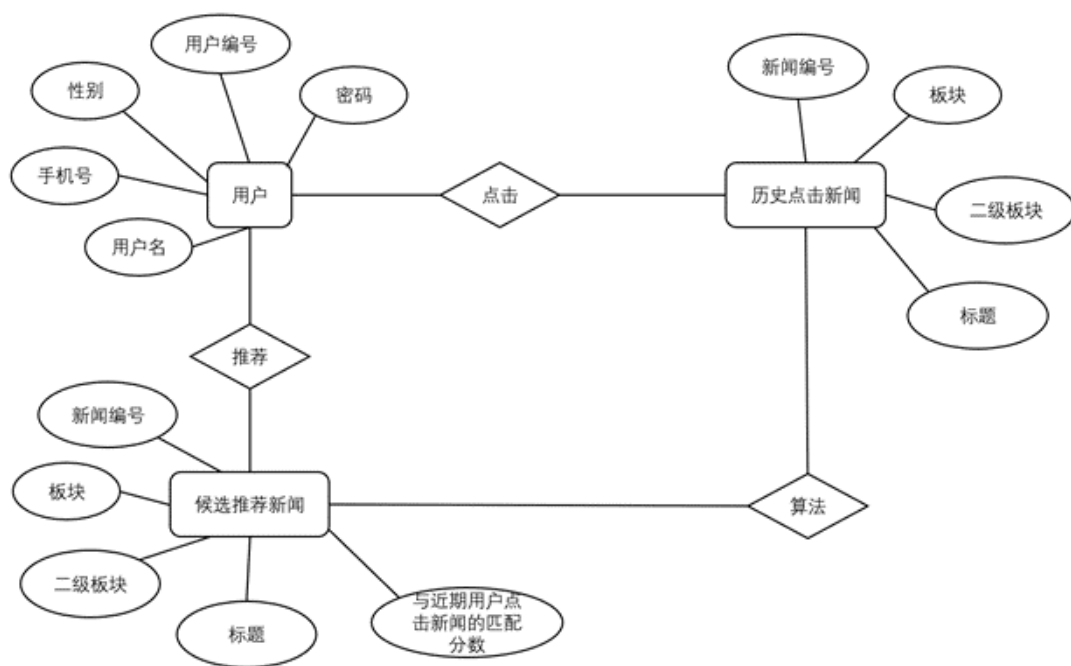 用户编号
新闻编号
性别
密码
板块
手机号
用户
点击
历史点击新闻
二级板块
用户名
标题
推荐
新闻编号
板块
候选推荐新闻
算法
二级板块
标题
与近期用户点
击新闻的匹配
分数